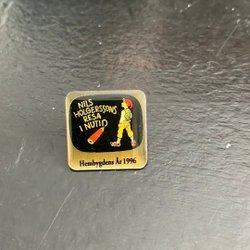 NILS
HOLGERSSONS
RESA
I NUTID
Hembygdens År 1996